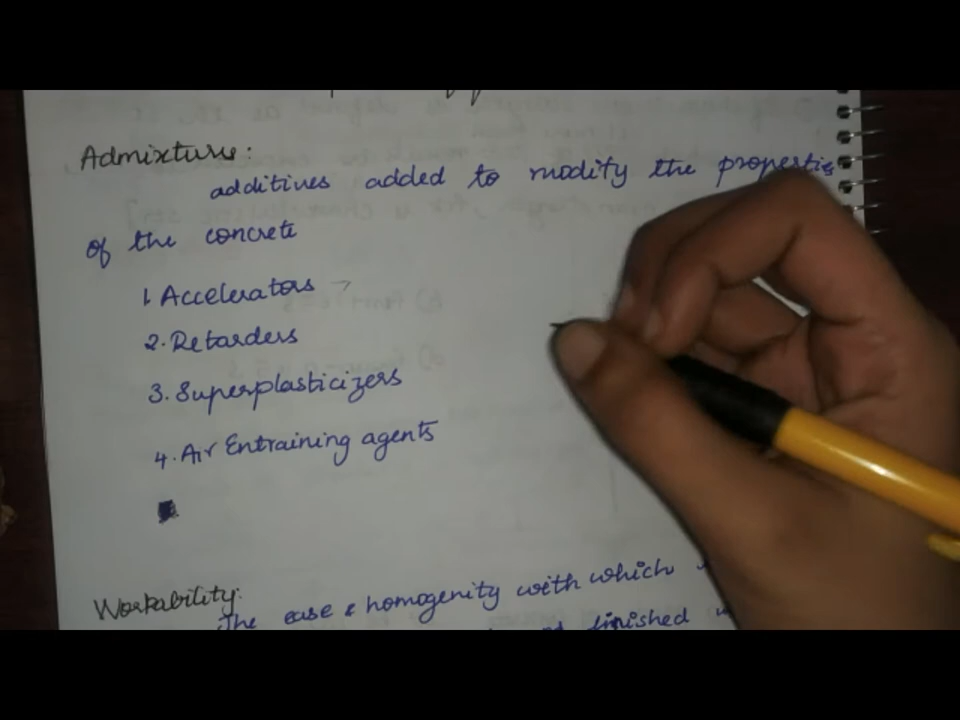 Admixture:
additives added to modify the properties
of the concrete
1. Accelerators
2. Retarders
3. Superplasticizers
4. Air Entraining agents
Workability:
The ease & homogenity with which
finished